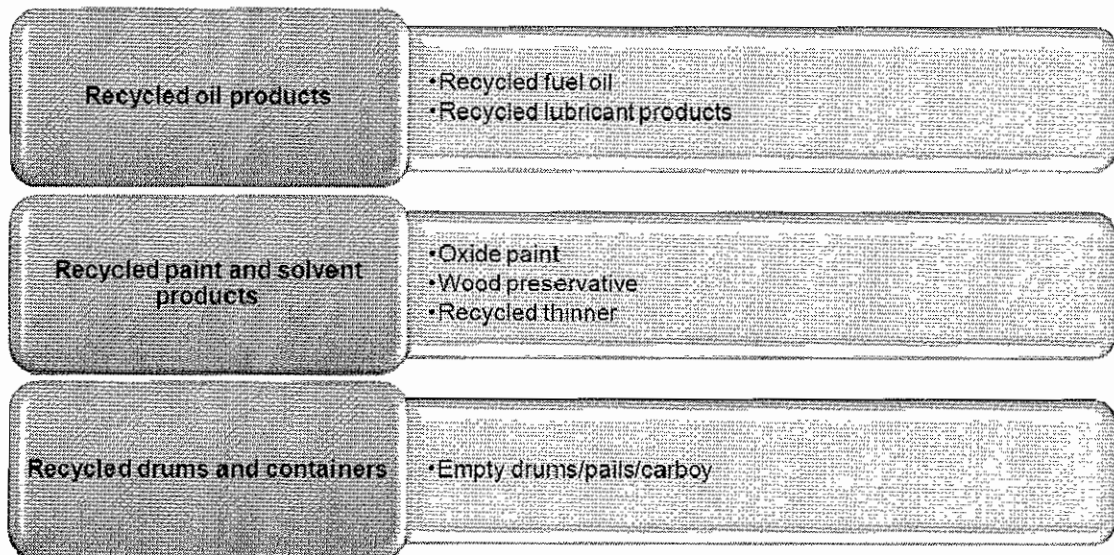 Recycled oil products
•Recycled fuel oil
•Recycled lubricant products
Recycled paint and solvent
products
•Oxide paint
•Wood preservative
•Recycled thinner
Recycled drums and containers
•Empty drums/pails/carboy